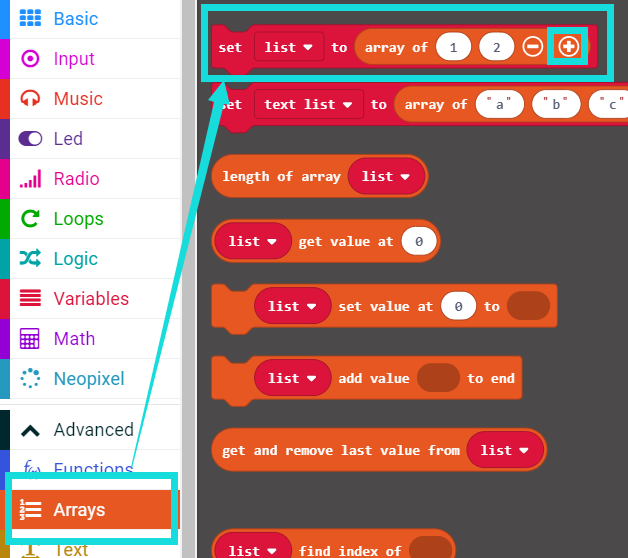 Basic
Input
Music
Led
Radio
Loops
Logic
Variables
Math
Neopixel
Advanced
Functions
Arrays
Text
set list to array of 1 2
set text list to array of "a" "b" "c"
length of array list
list get value at 0
list set value at 0 to
list add value to end
get and remove last value from list
list find index of